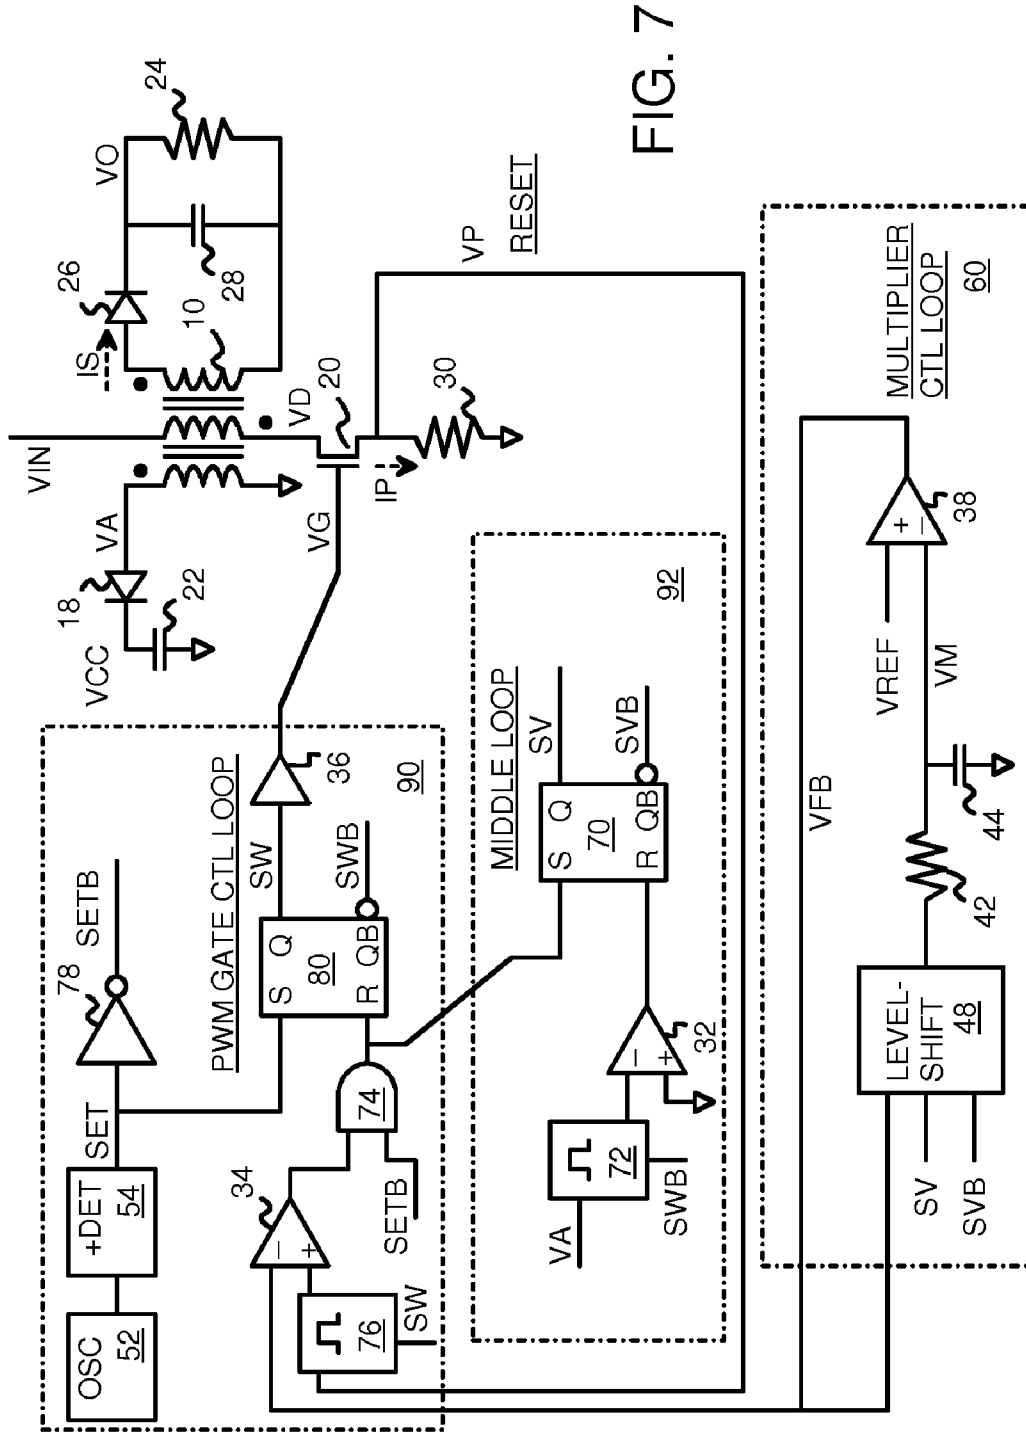 VIN
VCC
18
22
VA
IS
26
10
28
VO
24
VD
20
VG
IP
30
VP
RESET
FIG. 7
OSC
52
+DET
54
SET
78
SETB
PWM GATE CTL LOOP
34
−
+
76
SW
SETB
74
S Q
80
R QB
SW
SWB
36
90
MIDDLE LOOP
VA
72
SWB
−
+
32
S Q
70
R QB
SV
SVB
92
VFB
SV
SVB
LEVEL-
SHIFT
48
42
44
VREF
VM
+
−
38
MULTIPLIER
CTL LOOP
60